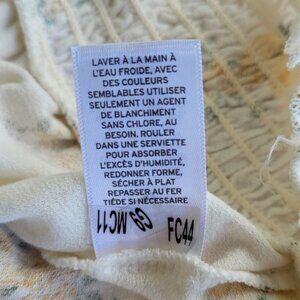 LAVER À LA MAIN À
L'EAU FROIDE, AVEC
DES COULEURS
SEMBLABLES UTILISER
SEULEMENT UN AGENT
DE BLANCHIMENT
SANS CHLORE, AU
BESOIN. ROULER
DANS UNE SERVIETTE
POUR ABSORBER
L'EXCÈS D'HUMIDITÉ,
REDONNER FORME,
SÉCHER À PLAT
REPASSER AU FER
TIÈDE SI NÉCESSAIRE
MC11
FC44